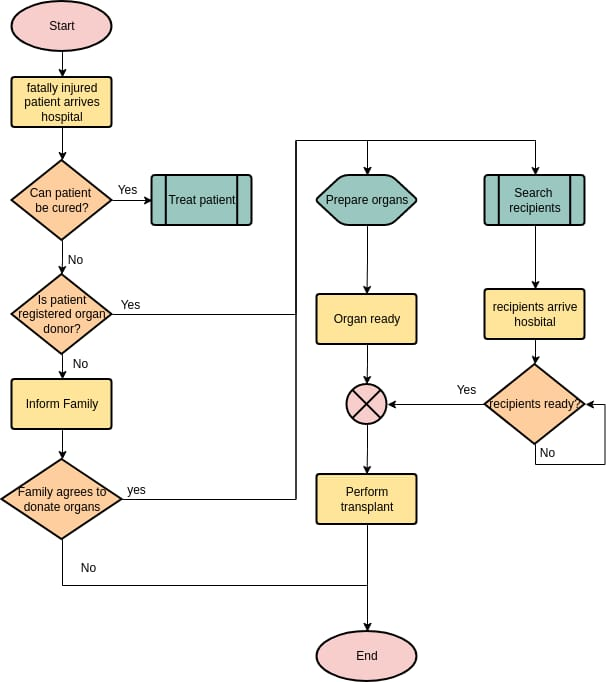 Start
fatally injured
patient arrives
hospital
Can patient
be cured?
Yes
Treat patient
Prepare organs
Search
recipients
No
Is patient
registered organ
donor?
Yes
Organ ready
recipients arrive
hosbital
No
Inform Family
Yes
recipients ready?
No
Family agrees to
donate organs
yes
Perform
transplant
No
End